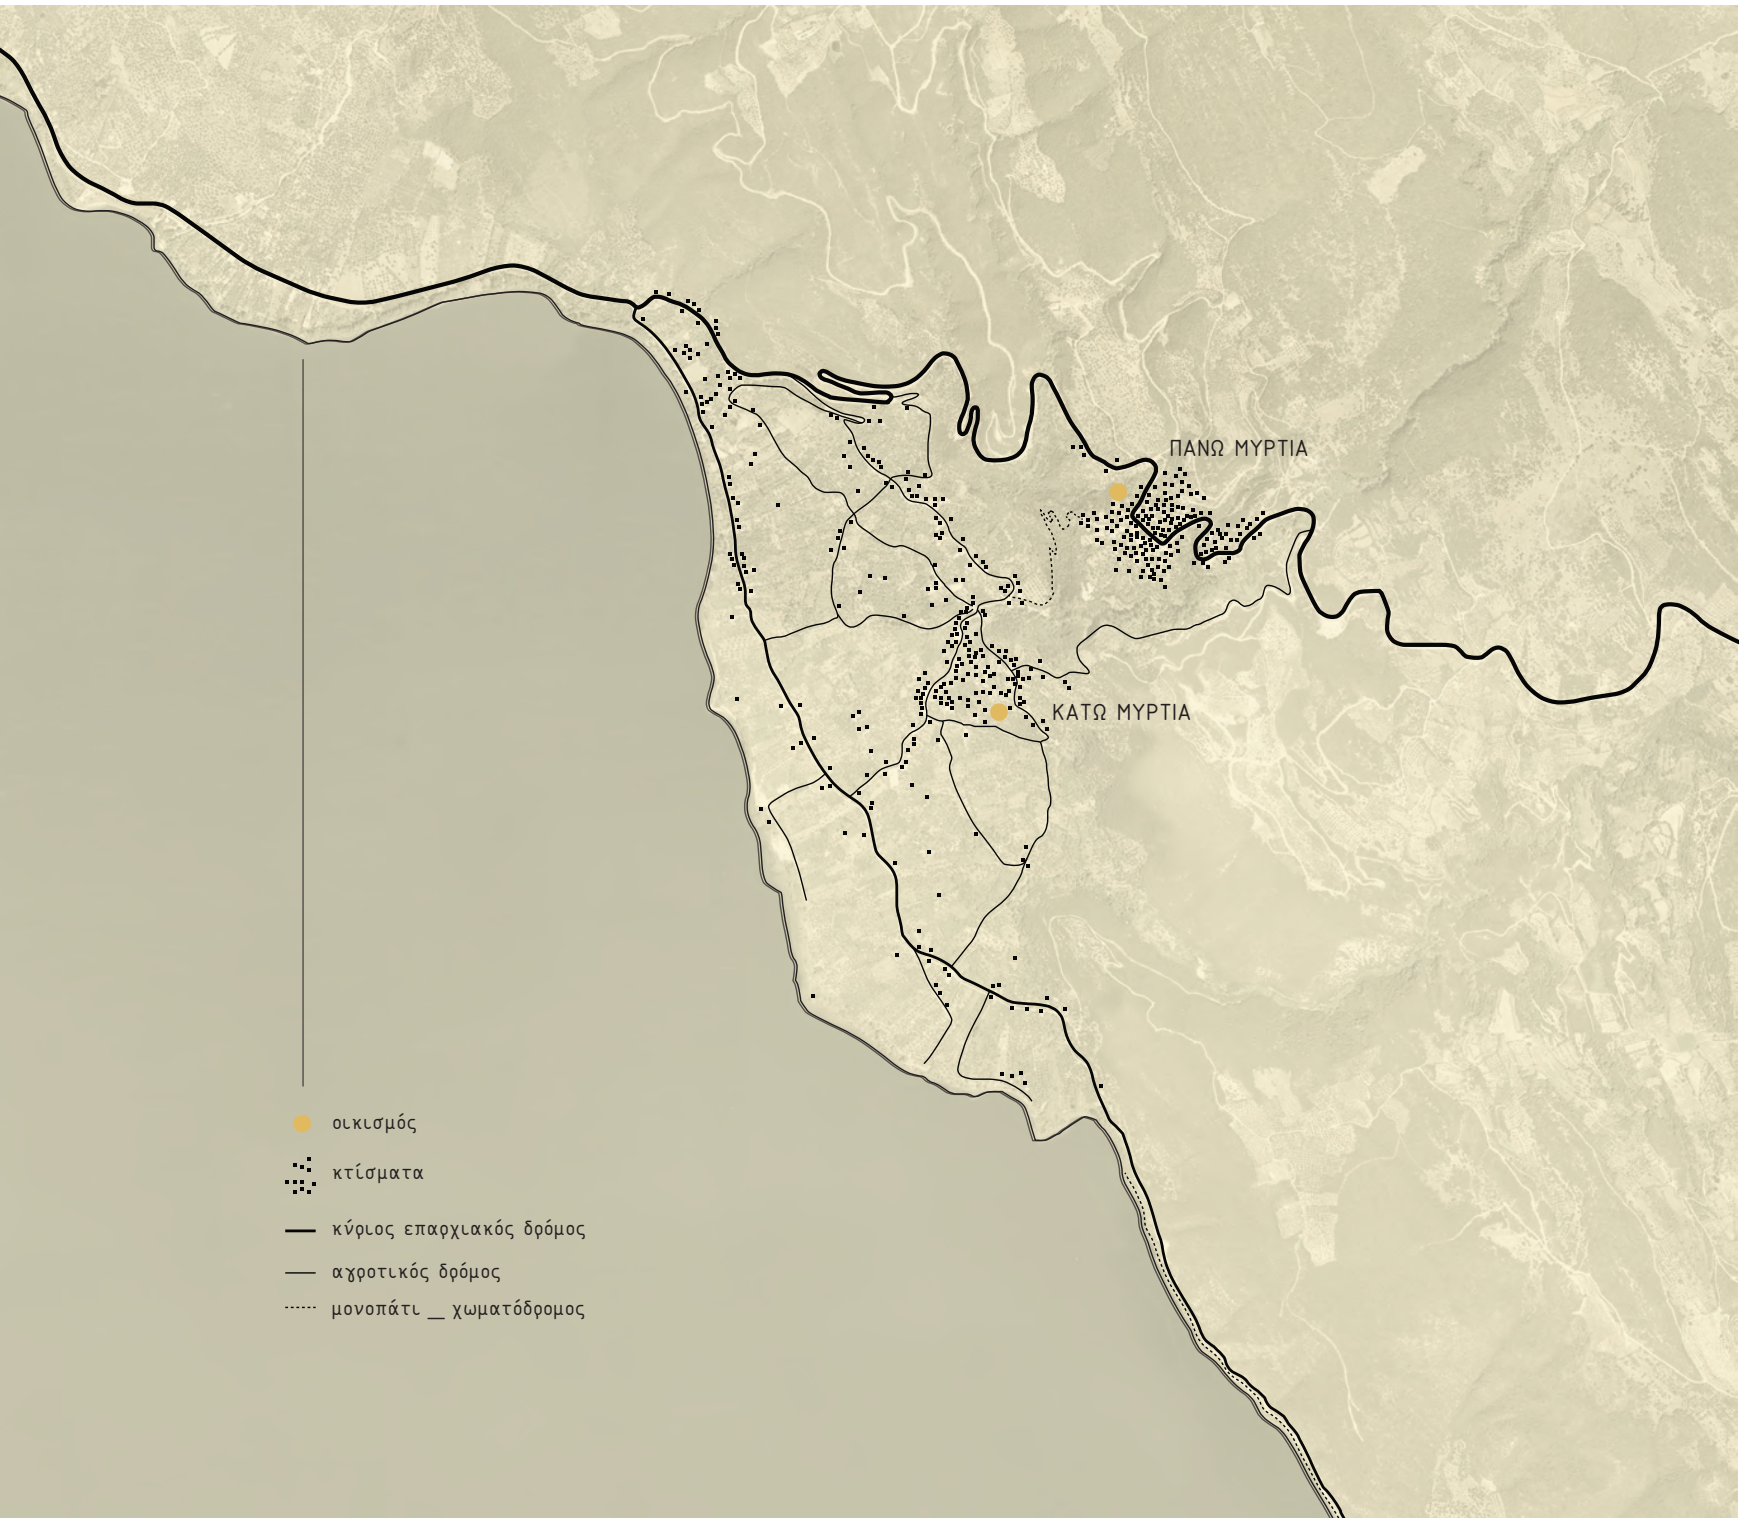 ΠΑΝΩ ΜΥΡΤΙΑ
ΚΑΤΩ ΜΥΡΤΙΑ
οικισμός
κτίσματα
κύριος επαρχιακός δρόμος
αγροτικός δρόμος
μονοπάτι _ χωματόδρομος